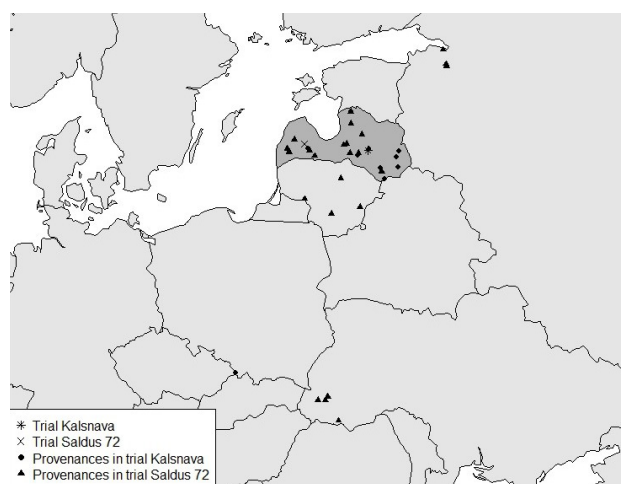 Trial Kalsnava
Trial Saldus 72
Provenances in trial Kalsnava
Provenances in trial Saldus 72